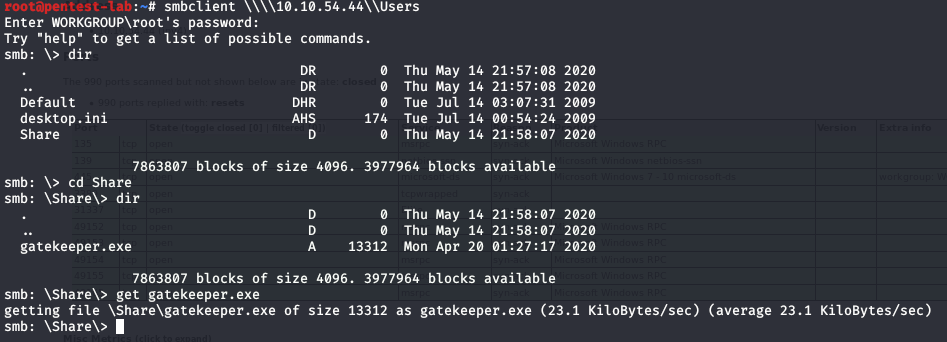 root@pentest-lab:~# smbclient \\\\10.10.54.44\\Users
Enter WORKGROUP\root's password:
Try "help" to get a list of possible commands.
smb: \> dir
  .                                  DR        0  Thu May 14 21:57:08 2020
  ..                                 DR        0  Thu May 14 21:57:08 2020
  Default                           DHR        0  Tue Jul 14 03:07:31 2009
  desktop.ini                       AHS      174  Tue Jul 14 00:54:24 2009
  Share                               D        0  Thu May 14 21:58:07 2020
                7863807 blocks of size 4096. 3977964 blocks available
smb: \> cd Share
smb: \Share\> dir
  .                                   D        0  Thu May 14 21:58:07 2020
  ..                                  D        0  Thu May 14 21:58:07 2020
  gatekeeper.exe                      A    13312  Mon Apr 20 01:27:17 2020
                7863807 blocks of size 4096. 3977964 blocks available
smb: \Share\> get gatekeeper.exe
getting file \Share\gatekeeper.exe of size 13312 as gatekeeper.exe (23.1 KiloBytes/sec) (average 23.1 KiloBytes/sec)
smb: \Share\>